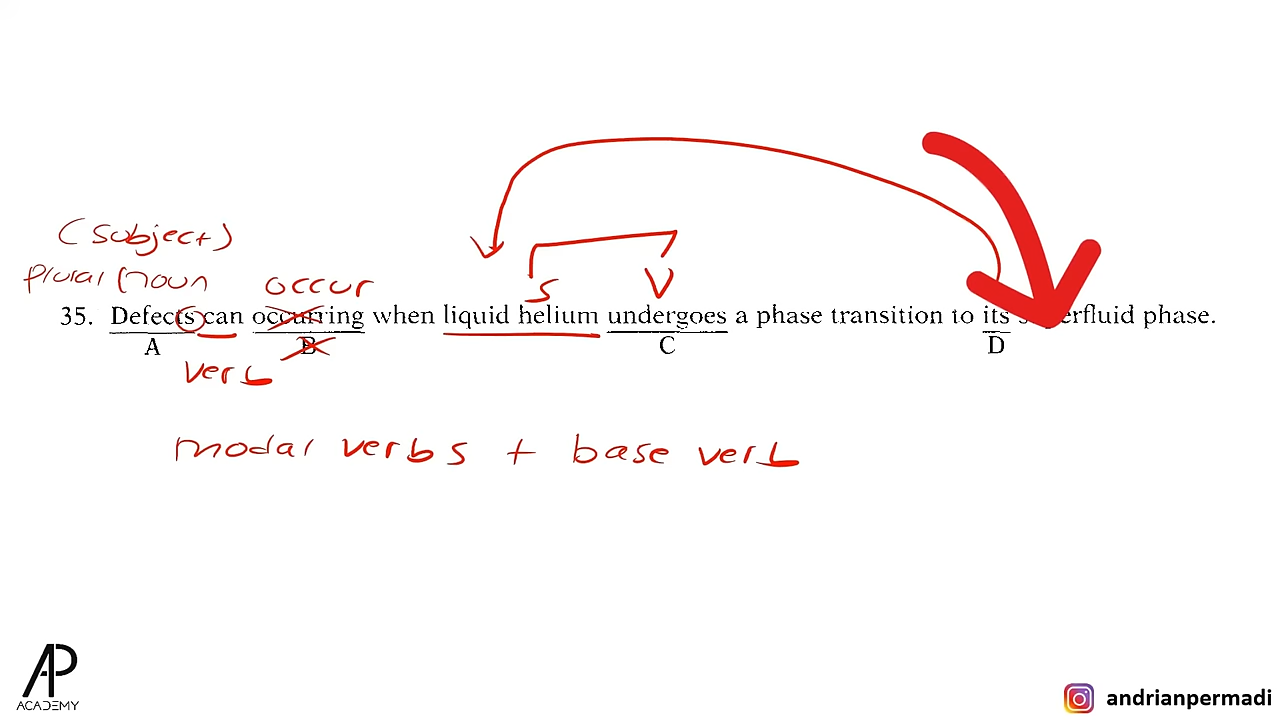 (subject)
plural (noun
occur
S
V
35. Defects can occurring when liquid helium undergoes a phase transition to its superfluid phase.
A B C D
verb
modal verbs + base verb
AP
ACADEMY
andrianpermadi